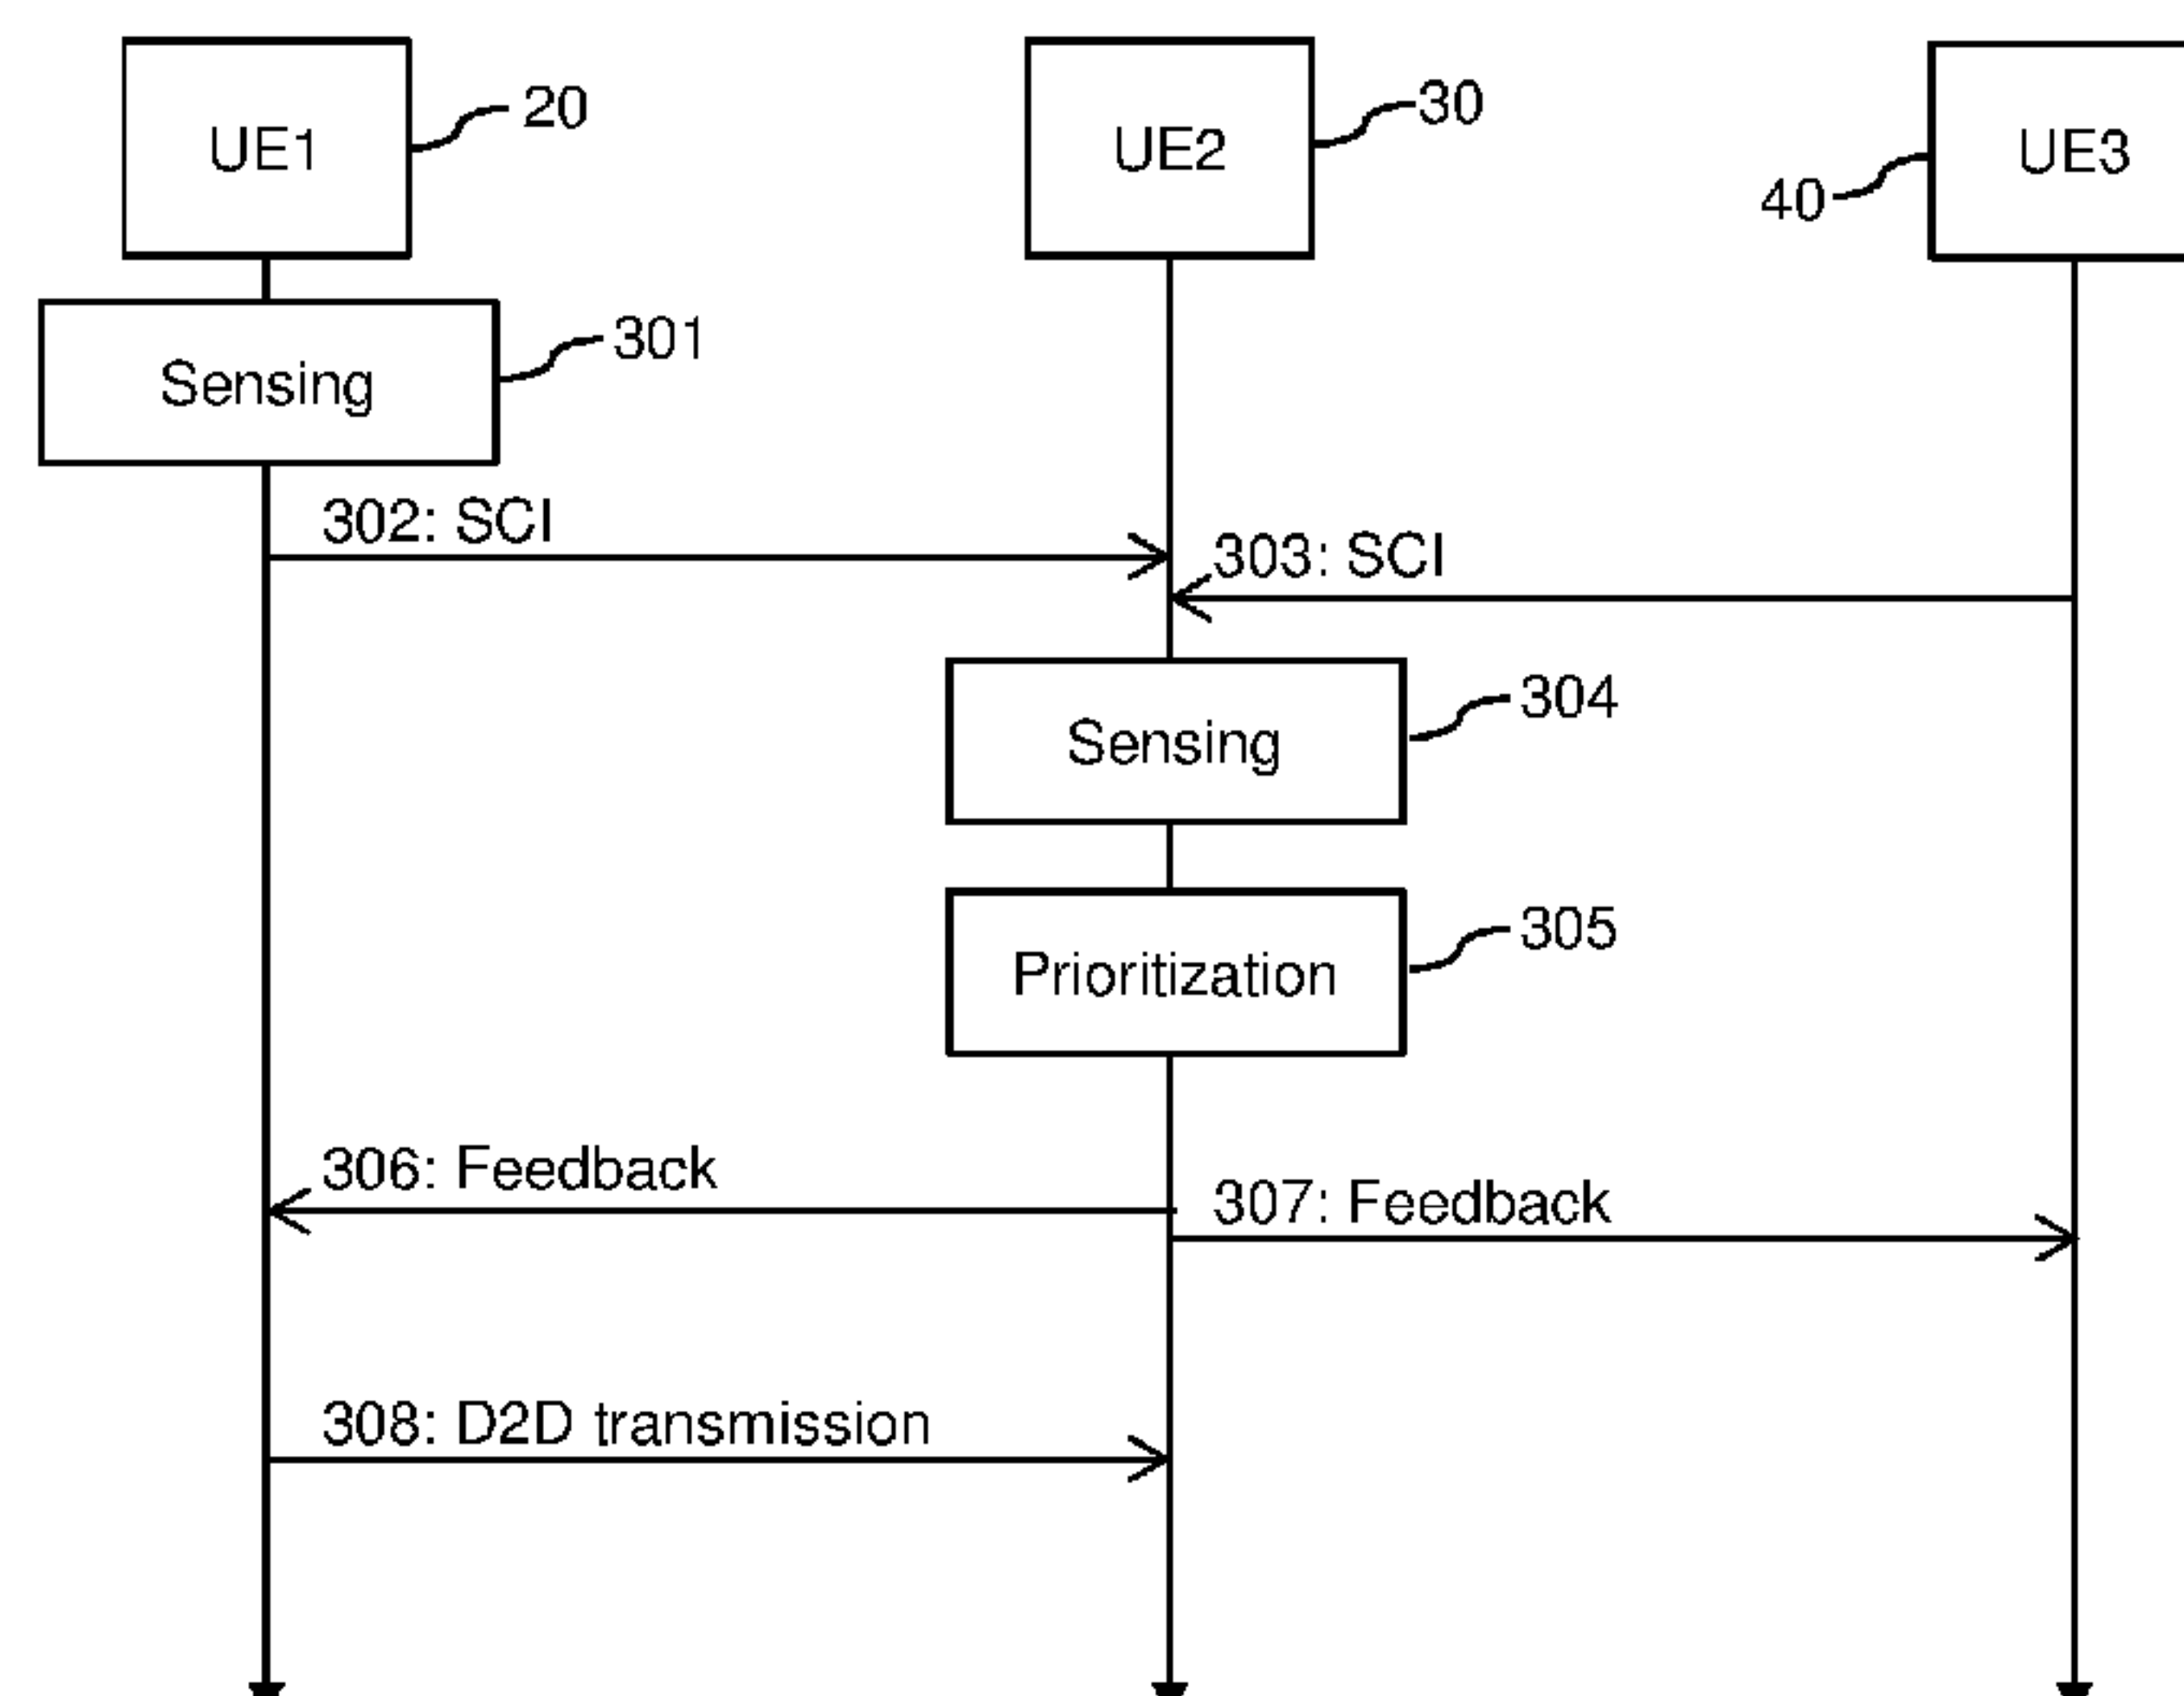 UE1
20
UE2
30
UE3
40
Sensing
301
302: SCI
303: SCI
Sensing
304
Prioritization
305
306: Feedback
307: Feedback
308: D2D transmission